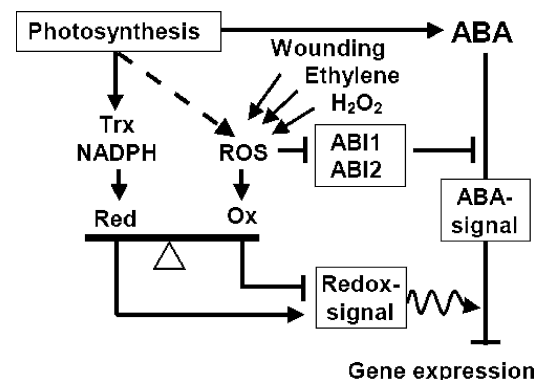 Photosynthesis
ABA
Wounding
Ethylene
H₂O₂
Trx
NADPH
ROS
ABI1
ABI2
ABA-
signal
Red
Ox
Redox-
signal
Gene expression